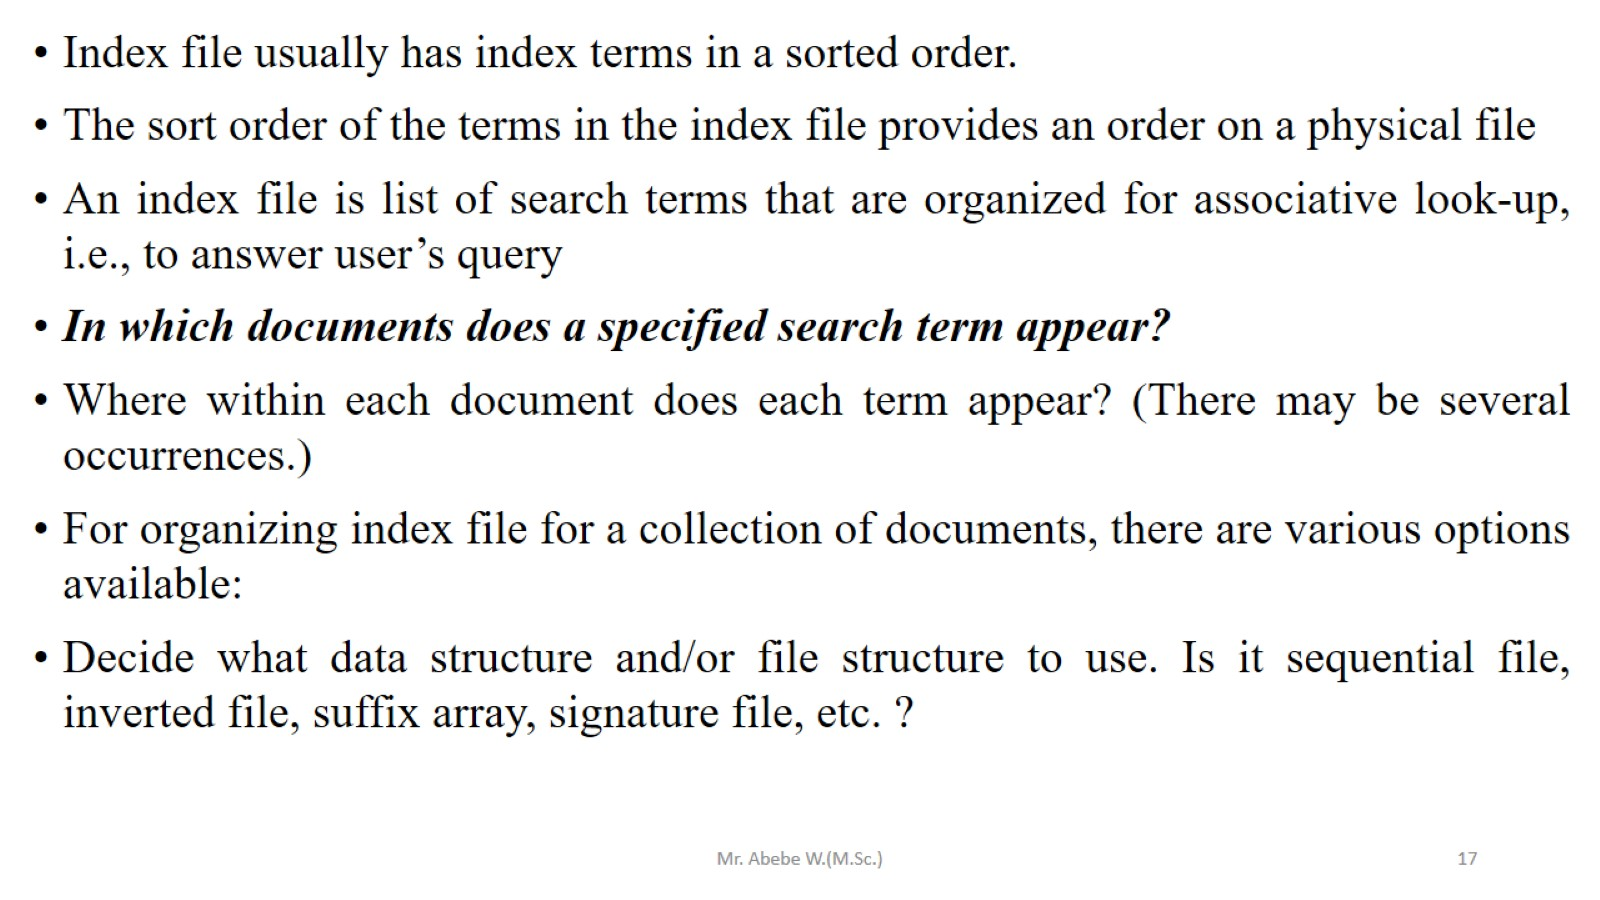 • Index file usually has index terms in a sorted order.
• The sort order of the terms in the index file provides an order on a physical file
• An index file is list of search terms that are organized for associative look-up,
i.e., to answer user’s query
• In which documents does a specified search term appear?
• Where within each document does each term appear? (There may be several
occurrences.)
• For organizing index file for a collection of documents, there are various options
available:
• Decide what data structure and/or file structure to use. Is it sequential file,
inverted file, suffix array, signature file, etc. ?
Mr. Abebe W.(M.Sc.)
17